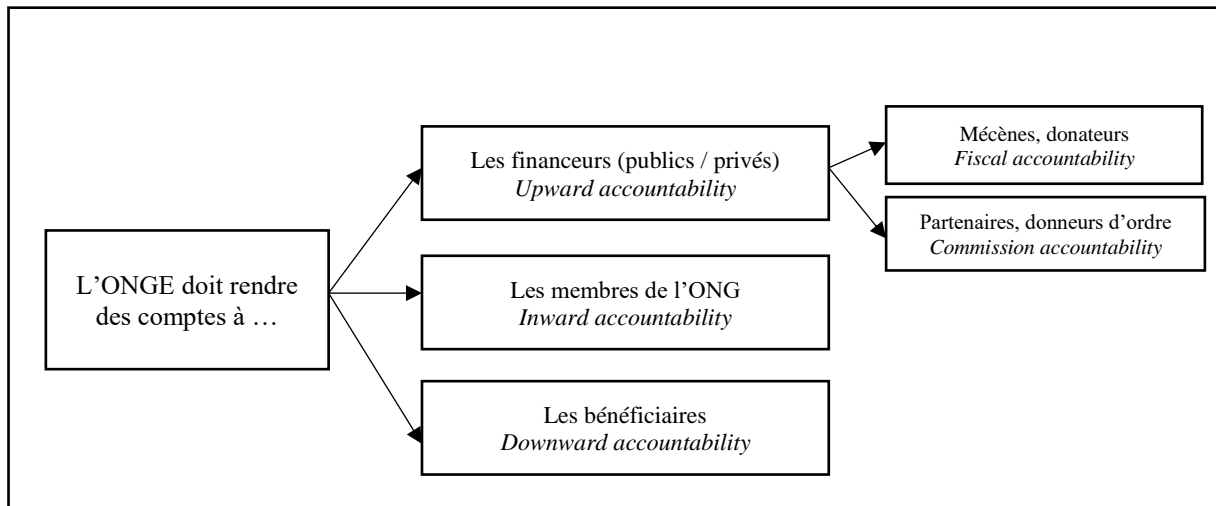 L’ONGE doit rendre
des comptes à …
Les financeurs (publics / privés)
Upward accountability
Mécènes, donateurs
Fiscal accountability
Partenaires, donneurs d’ordre
Commission accountability
Les membres de l’ONG
Inward accountability
Les bénéficiaires
Downward accountability